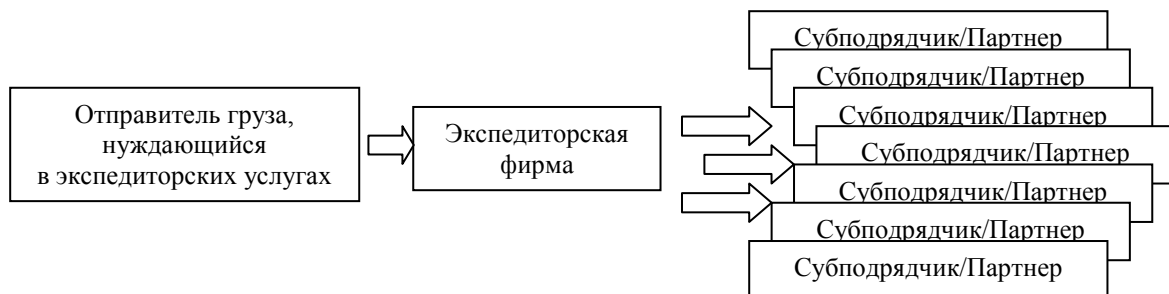 Отправитель груза,
нуждающийся
в экспедиторских услугах
Экспедиторская
фирма
Субподрядчик/Партнер
Субподрядчик/Партнер
Субподрядчик/Партнер
Субподрядчик/Партнер
Субподрядчик/Партнер
Субподрядчик/Партнер
Субподрядчик/Партнер